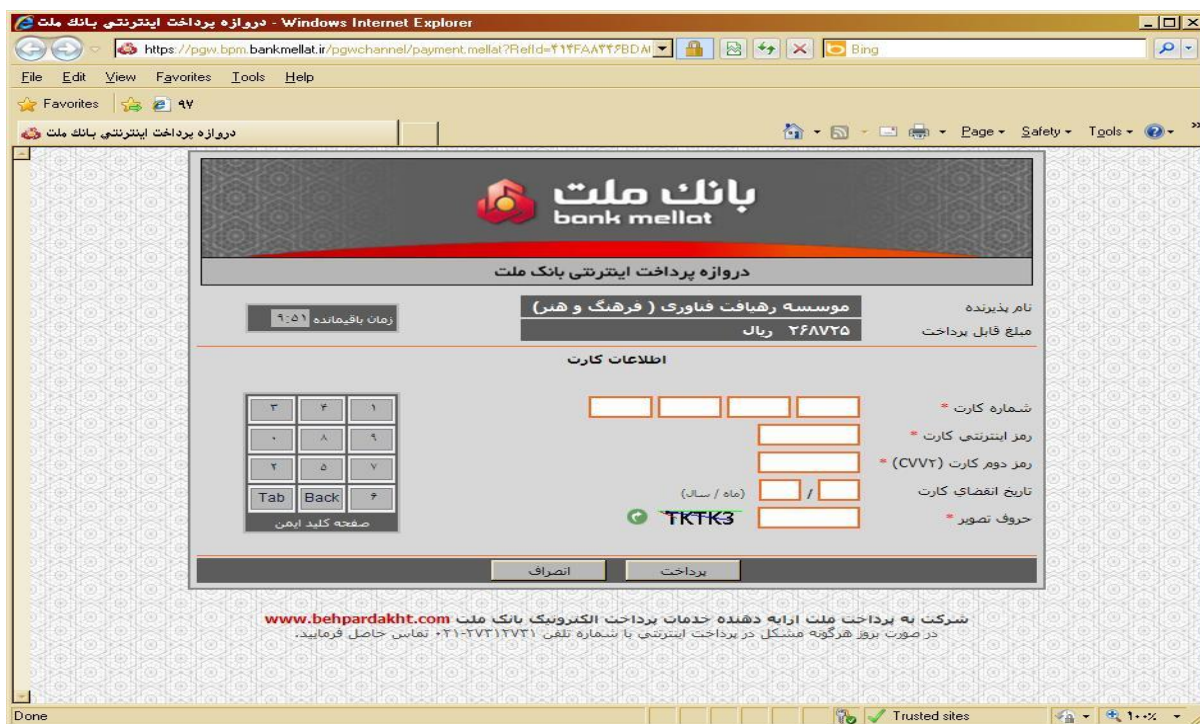 دروازه پرداخت اینترنتی بانك ملت - Windows Internet Explorer
https://pgw.bpm.bankmellat.ir/pgwchannel/payment.mellat?RefId=
Bing
File Edit View Favorites Tools Help
Favorites ۹۷
دروازه پرداخت اینترنتی بانك ملت
Page Safety Tools
بانك ملت
bank mellat
دروازه پرداخت اینترنتی بانک ملت
نام پذیرنده موسسه رهیافت فناوری ( فرهنگ و هنر)
زمان باقیمانده ۹:۵۱
مبلغ قابل پرداخت ۲۶۸۷۲۵ ریال
اطلاعات کارت
شماره کارت *
رمز اینترنتی کارت *
رمز دوم کارت (CVV۲) *
تاریخ انقضای کارت / (ماه / سال)
حروف تصویر * TKTK3
۳ ۴ ۱
۰ ۸ ۹
۲ ۵ ۷
Tab Back ۶
صفحه کلید ایمن
پرداخت انصراف
شرکت به پرداخت ملت ارایه دهنده خدمات پرداخت الکترونیک بانک ملت www.behpardakht.com
در صورت بروز هرگونه مشکل در پرداخت اینترنتی با شماره تلفن ۲۷۳۱۲۷۳۱-۰۲۱ تماس حاصل فرمایید.
Done Trusted sites ۱۰۰%